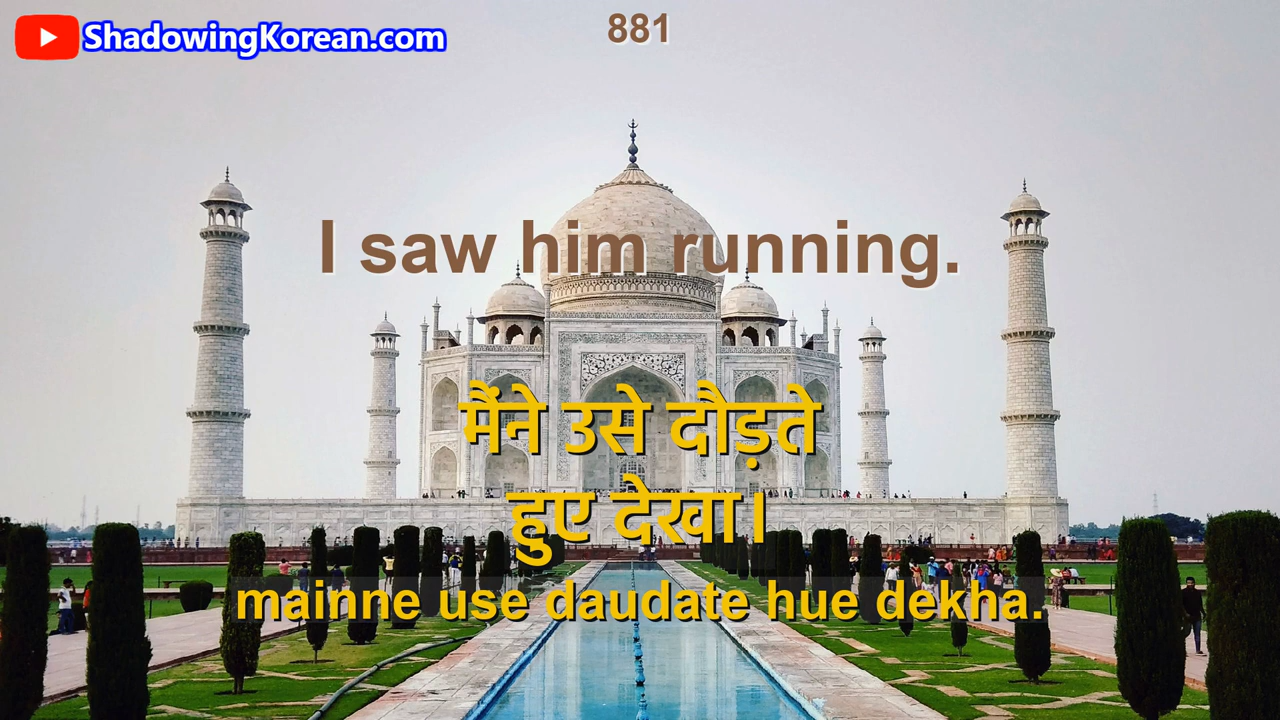 ShadowingKorean.com
881
I saw him running.
मैंने उसे दौड़ते
हुए देखा।
mainne use daudate hue dekha.